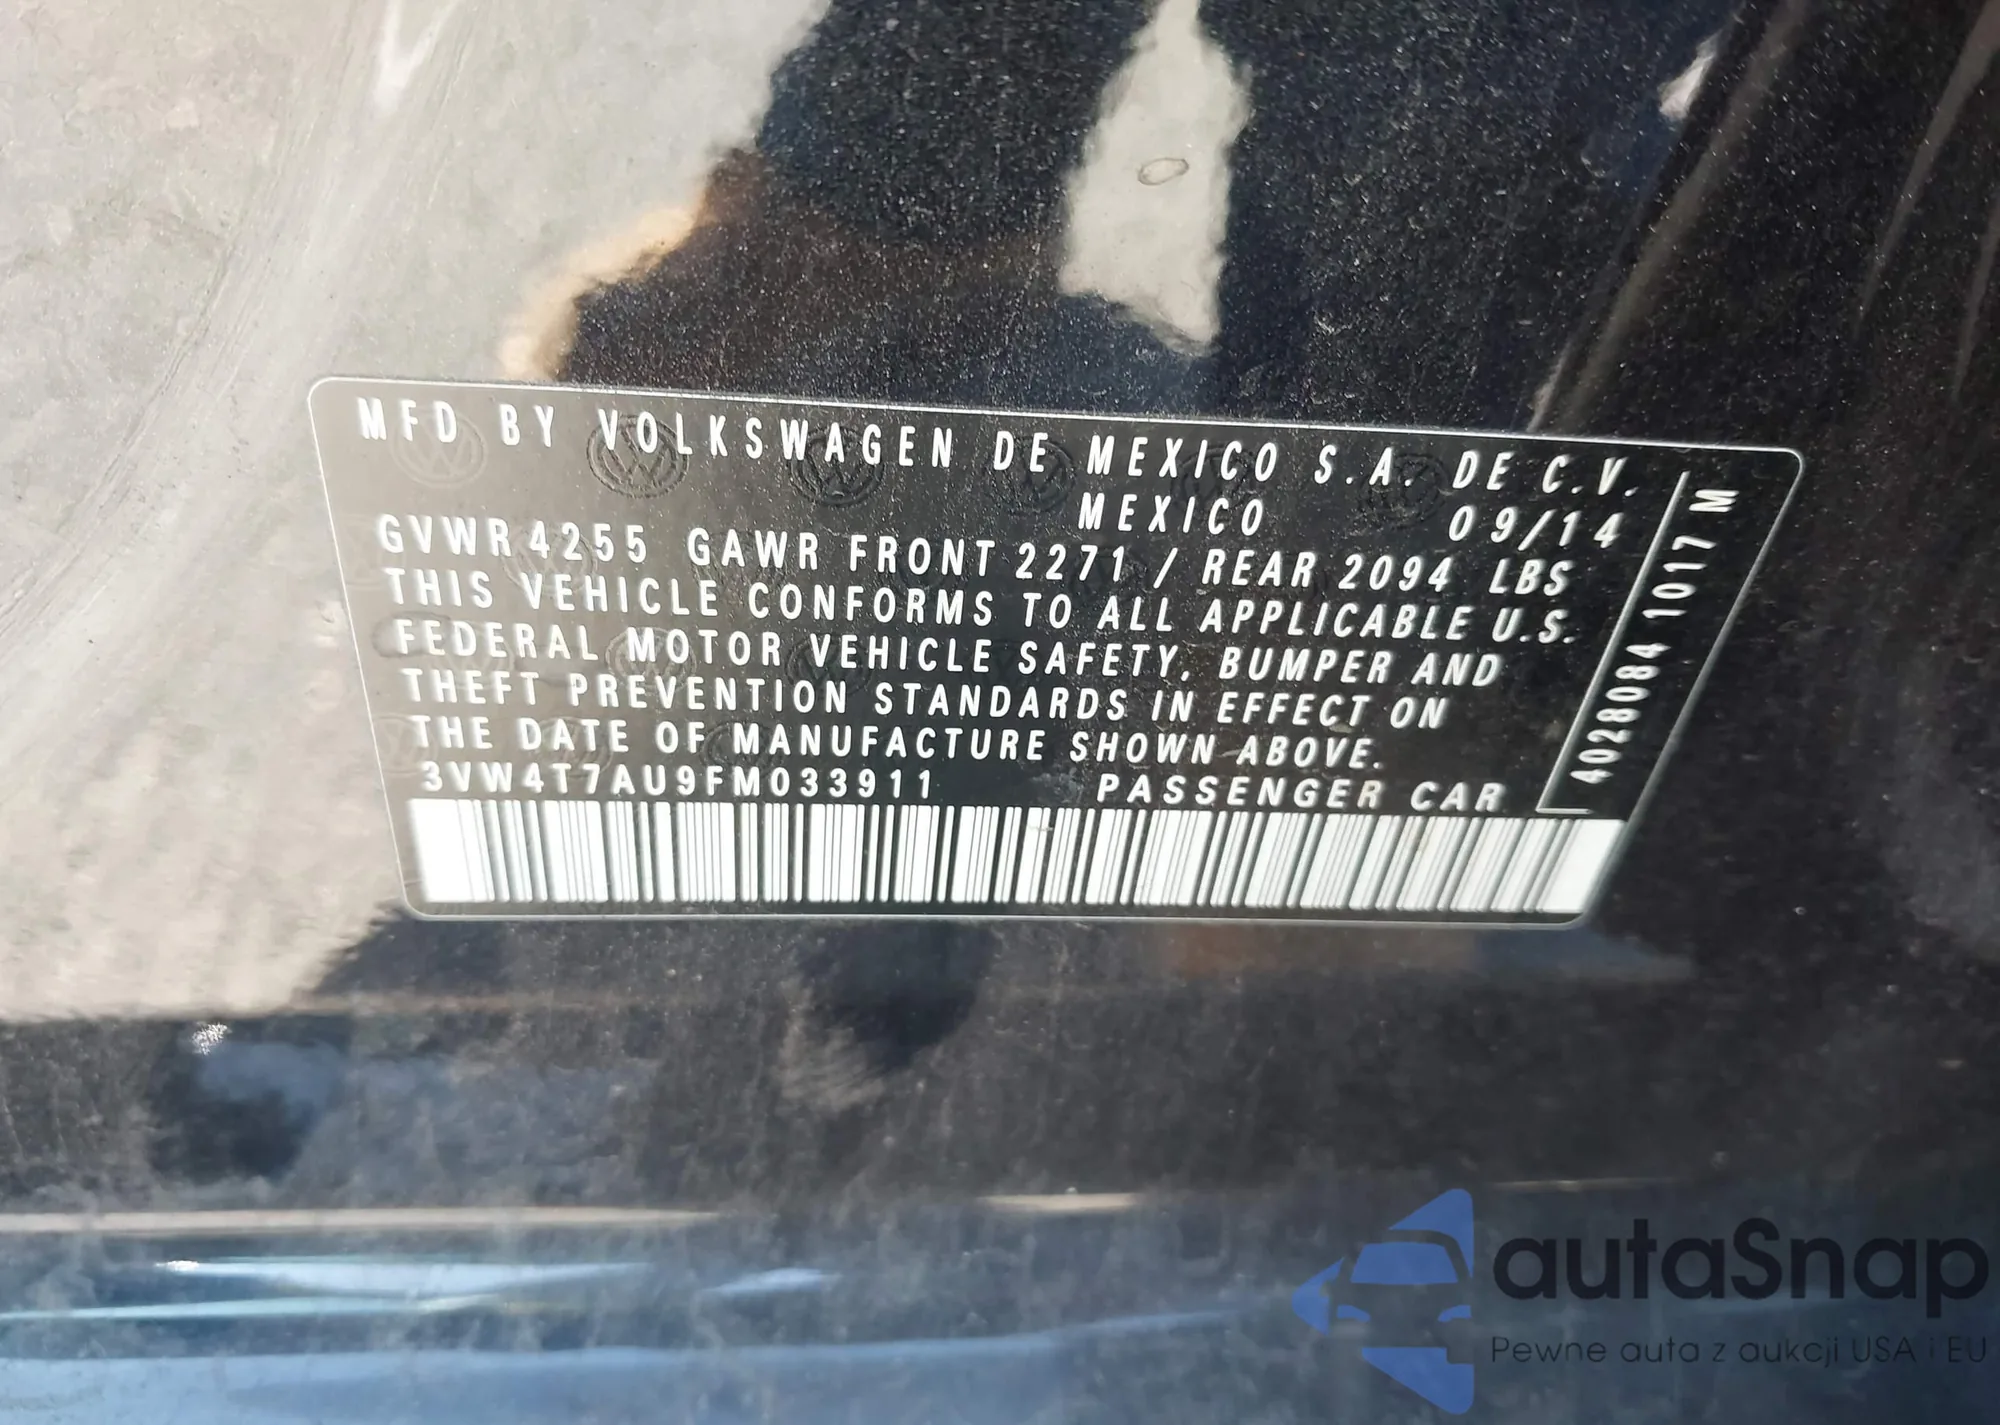 MFD BY VOLKSWAGEN DE MEXICO S.A. DE C.V.
MEXICO 09/14
GVWR 4255 GAWR FRONT 2271 / REAR 2094 LBS
THIS VEHICLE CONFORMS TO ALL APPLICABLE U.S.
FEDERAL MOTOR VEHICLE SAFETY, BUMPER AND
THEFT PREVENTION STANDARDS IN EFFECT ON
THE DATE OF MANUFACTURE SHOWN ABOVE.
3VW4T7AU9FM033911 PASSENGER CAR
4028084 1017 M
autaSnap
Pewne auta z aukcji USA i EU